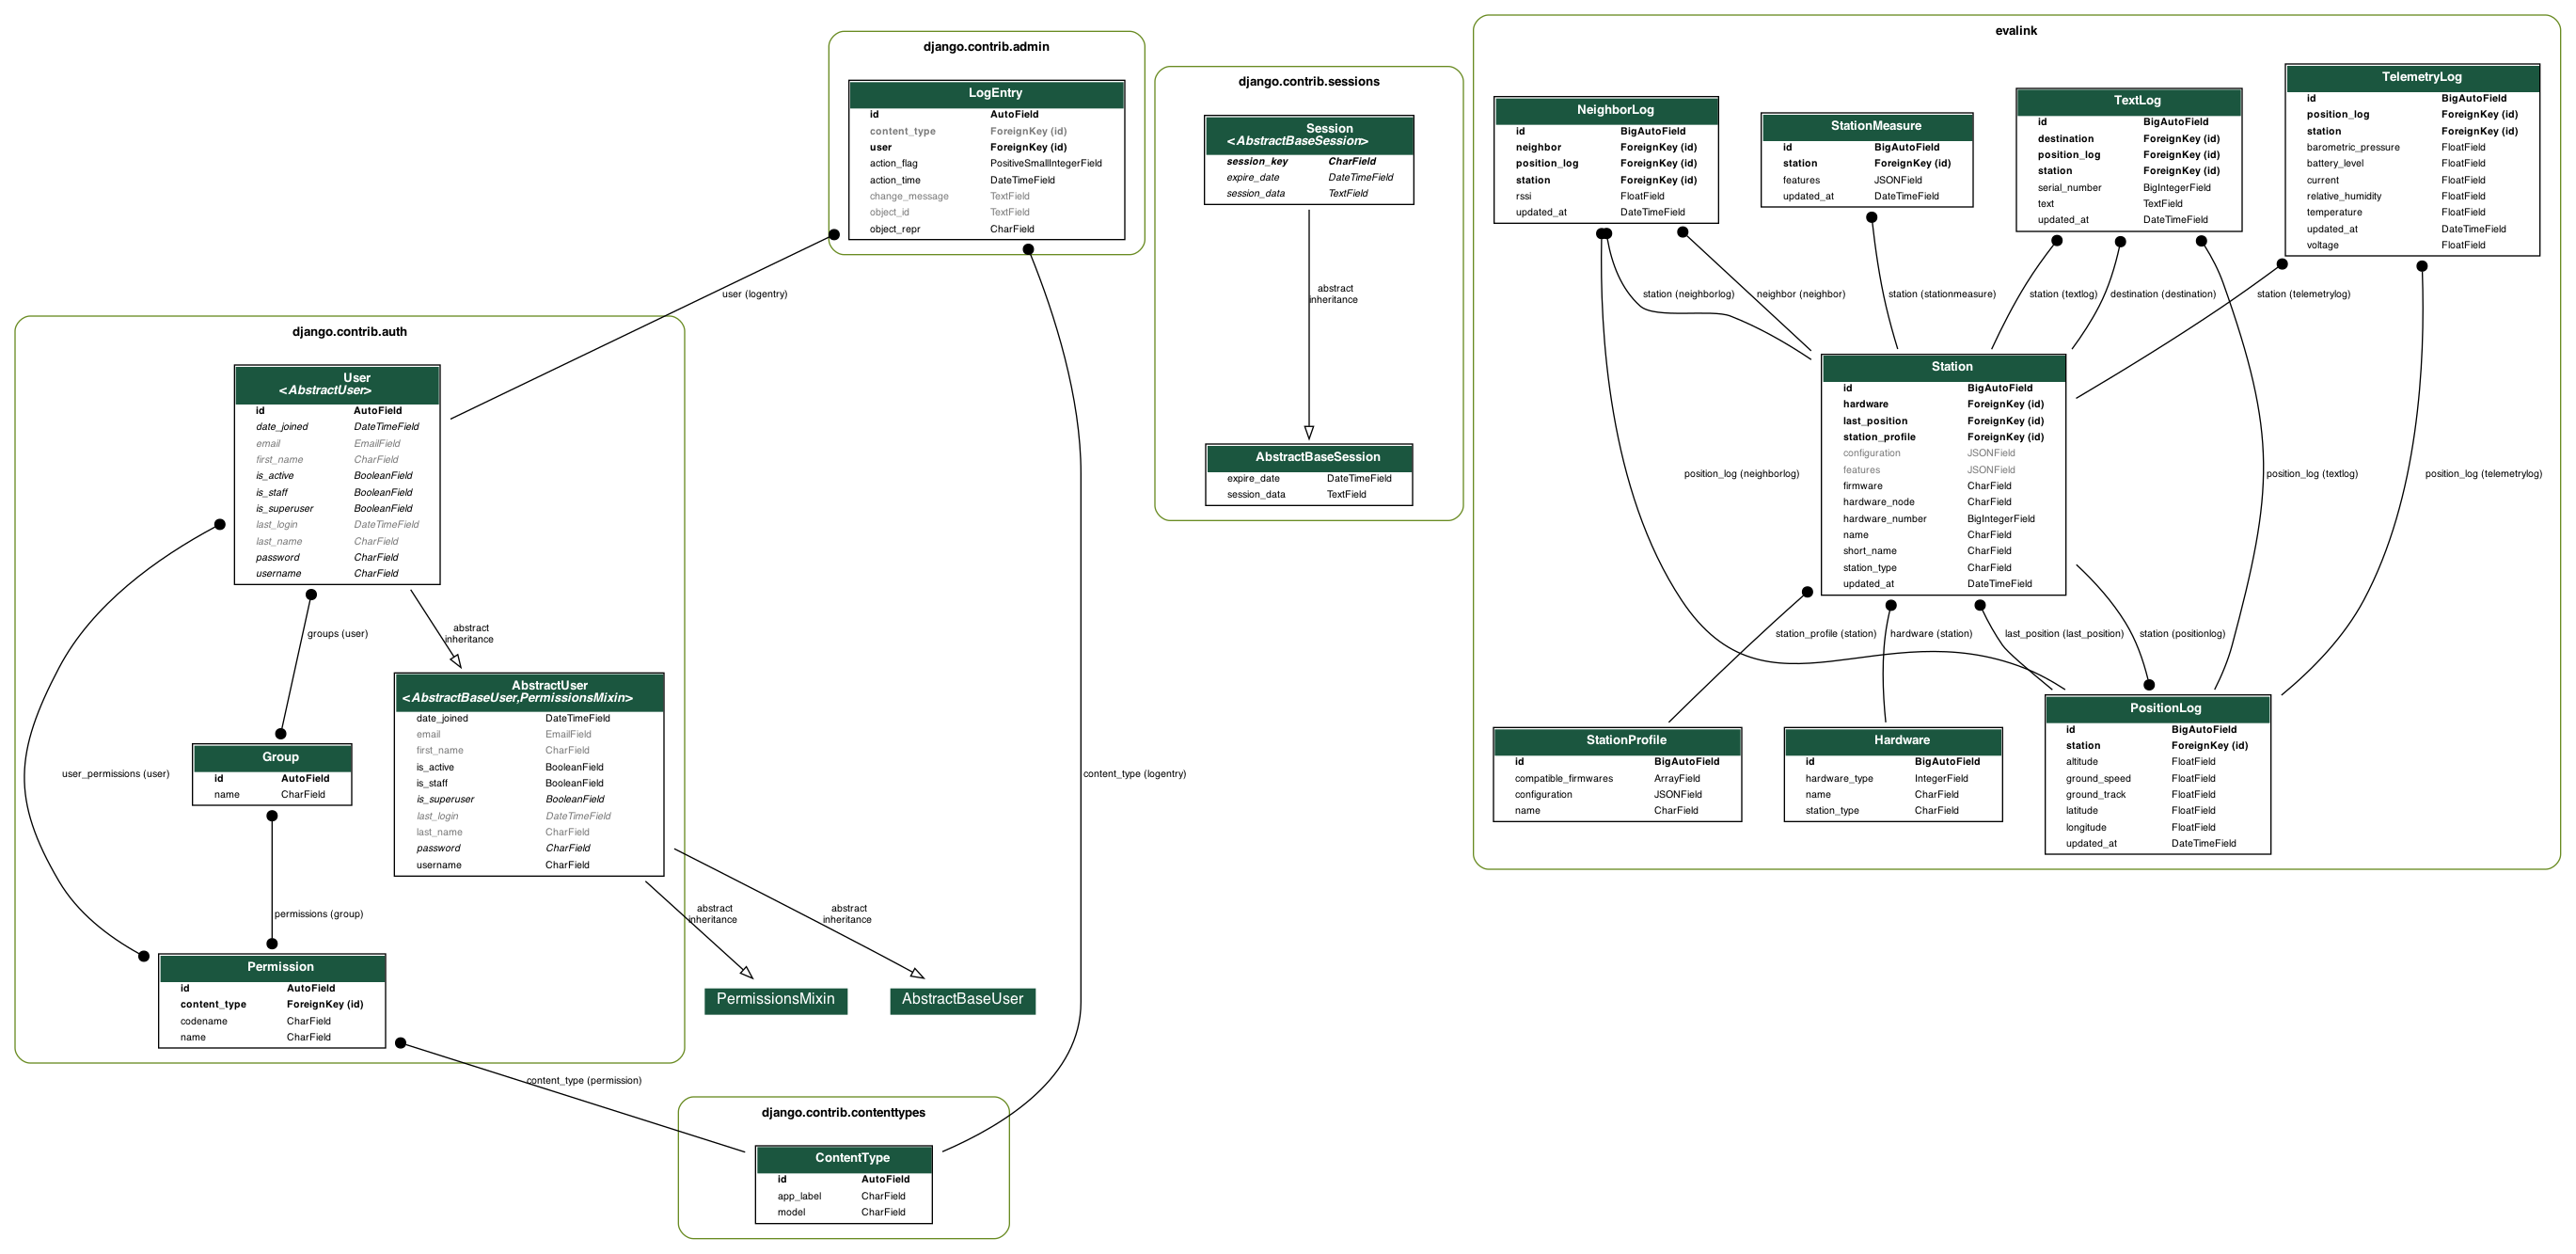 django.contrib.admin
LogEntry
id AutoField
content_type ForeignKey (id)
user ForeignKey (id)
action_flag PositiveSmallIntegerField
action_time DateTimeField
change_message TextField
object_id TextField
object_repr CharField
user (logentry)
content_type (logentry)
django.contrib.sessions
Session
<AbstractBaseSession>
session_key CharField
expire_date DateTimeField
session_data TextField
abstract
inheritance
AbstractBaseSession
expire_date DateTimeField
session_data TextField
evalink
NeighborLog
id BigAutoField
neighbor ForeignKey (id)
position_log ForeignKey (id)
station ForeignKey (id)
rssi FloatField
updated_at DateTimeField
StationMeasure
id BigAutoField
station ForeignKey (id)
features JSONField
updated_at DateTimeField
TextLog
id BigAutoField
destination ForeignKey (id)
position_log ForeignKey (id)
station ForeignKey (id)
serial_number BigIntegerField
text TextField
updated_at DateTimeField
TelemetryLog
id BigAutoField
position_log ForeignKey (id)
station ForeignKey (id)
barometric_pressure FloatField
battery_level FloatField
current FloatField
relative_humidity FloatField
temperature FloatField
updated_at DateTimeField
voltage FloatField
station (neighborlog)
neighbor (neighbor)
station (stationmeasure)
station (textlog)
destination (destination)
station (telemetrylog)
Station
id BigAutoField
hardware ForeignKey (id)
last_position ForeignKey (id)
station_profile ForeignKey (id)
configuration JSONField
features JSONField
firmware CharField
hardware_node CharField
hardware_number BigIntegerField
name CharField
short_name CharField
station_type CharField
updated_at DateTimeField
position_log (neighborlog)
position_log (textlog)
position_log (telemetrylog)
station_profile (station)
hardware (station)
last_position (last_position)
station (positionlog)
StationProfile
id BigAutoField
compatible_firmwares ArrayField
configuration JSONField
name CharField
Hardware
id BigAutoField
hardware_type IntegerField
name CharField
station_type CharField
PositionLog
id BigAutoField
station ForeignKey (id)
altitude FloatField
ground_speed FloatField
ground_track FloatField
latitude FloatField
longitude FloatField
updated_at DateTimeField
django.contrib.auth
User
<AbstractUser>
id AutoField
date_joined DateTimeField
email EmailField
first_name CharField
is_active BooleanField
is_staff BooleanField
is_superuser BooleanField
last_login DateTimeField
last_name CharField
password CharField
username CharField
groups (user)
abstract
inheritance
AbstractUser
<AbstractBaseUser,PermissionsMixin>
date_joined DateTimeField
email EmailField
first_name CharField
is_active BooleanField
is_staff BooleanField
is_superuser BooleanField
last_login DateTimeField
last_name CharField
password CharField
username CharField
user_permissions (user)
Group
id AutoField
name CharField
permissions (group)
abstract
inheritance
abstract
inheritance
Permission
id AutoField
content_type ForeignKey (id)
codename CharField
name CharField
PermissionsMixin
AbstractBaseUser
content_type (permission)
django.contrib.contenttypes
ContentType
id AutoField
app_label CharField
model CharField